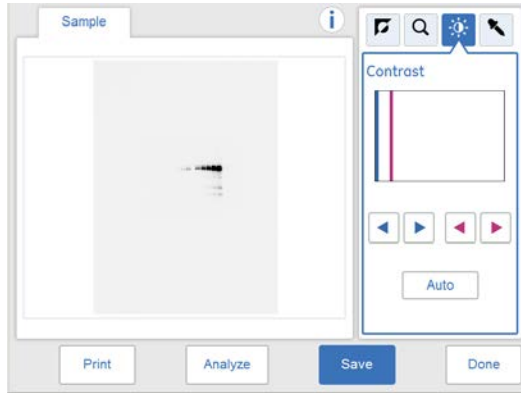 Sample
i
Contrast
Auto
Print
Analyze
Save
Done